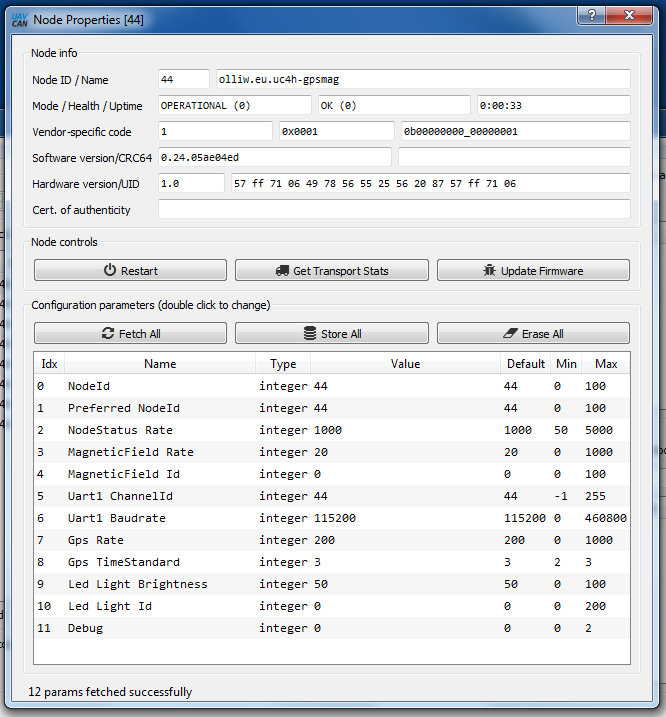 UAV CAN Node Properties [44] ?
Node info
Node ID / Name 44 olliw.eu.uc4h-gpsmag
Mode / Health / Uptime OPERATIONAL (0) OK (0) 0:00:33
Vendor-specific code 1 0x0001 0b00000000_00000001
Software version/CRC64 0.24.05ae04ed
Hardware version/UID 1.0 57 ff 71 06 49 78 56 55 25 56 20 87 57 ff 71 06
Cert. of authenticity
Node controls
Restart Get Transport Stats Update Firmware
Configuration parameters (double click to change)
Fetch All Store All Erase All
Idx Name Type Value Default Min Max
0 NodeId integer 44 44 0 100
1 Preferred NodeId integer 44 44 0 100
2 NodeStatus Rate integer 1000 1000 50 5000
3 MagneticField Rate integer 20 20 0 1000
4 MagneticField Id integer 0 0 0 100
5 Uart1 ChannelId integer 44 44 -1 255
6 Uart1 Baudrate integer 115200 115200 0 460800
7 Gps Rate integer 200 200 0 1000
8 Gps TimeStandard integer 3 3 2 3
9 Led Light Brightness integer 50 50 0 100
10 Led Light Id integer 0 0 0 200
11 Debug integer 0 0 0 2
12 params fetched successfully